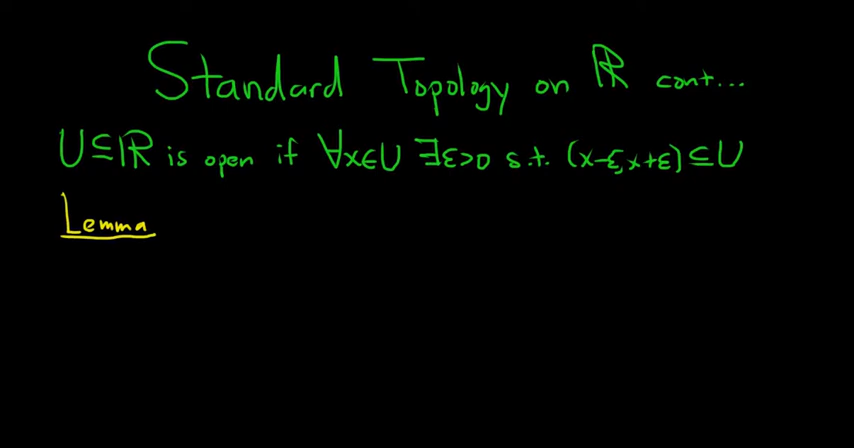 Standard Topology on ℝ cont...
U⊆ℝ is open if ∀x∈U ∃ε>0 s.t. (x-ε,x+ε)⊆U
Lemma